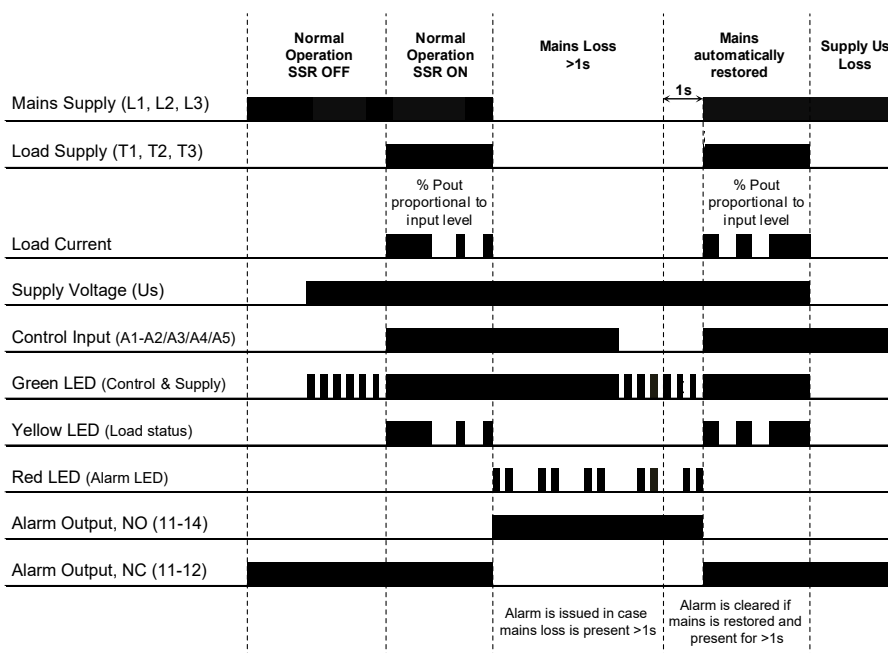 Normal
Operation
SSR OFF
Normal
Operation
SSR ON
Mains Loss
>1s
Mains
automatically
restored
Supply Us
Loss
1s
Mains Supply (L1, L2, L3)
Load Supply (T1, T2, T3)
% Pout
proportional to
input level
% Pout
proportional to
input level
Load Current
Supply Voltage (Us)
Control Input (A1-A2/A3/A4/A5)
Green LED (Control & Supply)
Yellow LED (Load status)
Red LED (Alarm LED)
Alarm Output, NO (11-14)
Alarm Output, NC (11-12)
Alarm is issued in case
mains loss is present >1s
Alarm is cleared if
mains is restored and
present for >1s